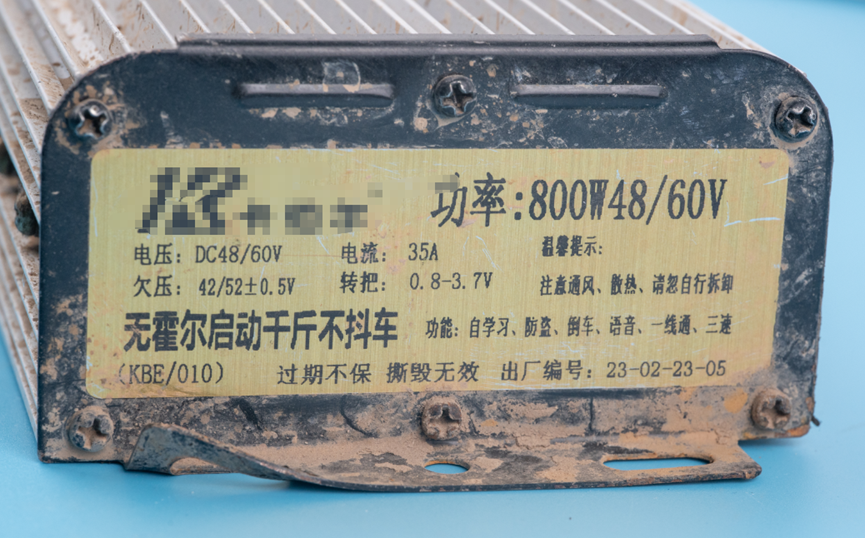 功率:800W48/60V
电压: DC48/60V 电流: 35A 温馨提示:
欠压: 42/52±0.5V 转把: 0.8-3.7V 注意通风、散热、请忽自行拆卸
无霍尔启动千斤不抖车 功能: 自学习、防盗、倒车、语音、一线通、三速
(KBE/010) 过期不保 撕毁无效 出厂编号: 23-02-23-05